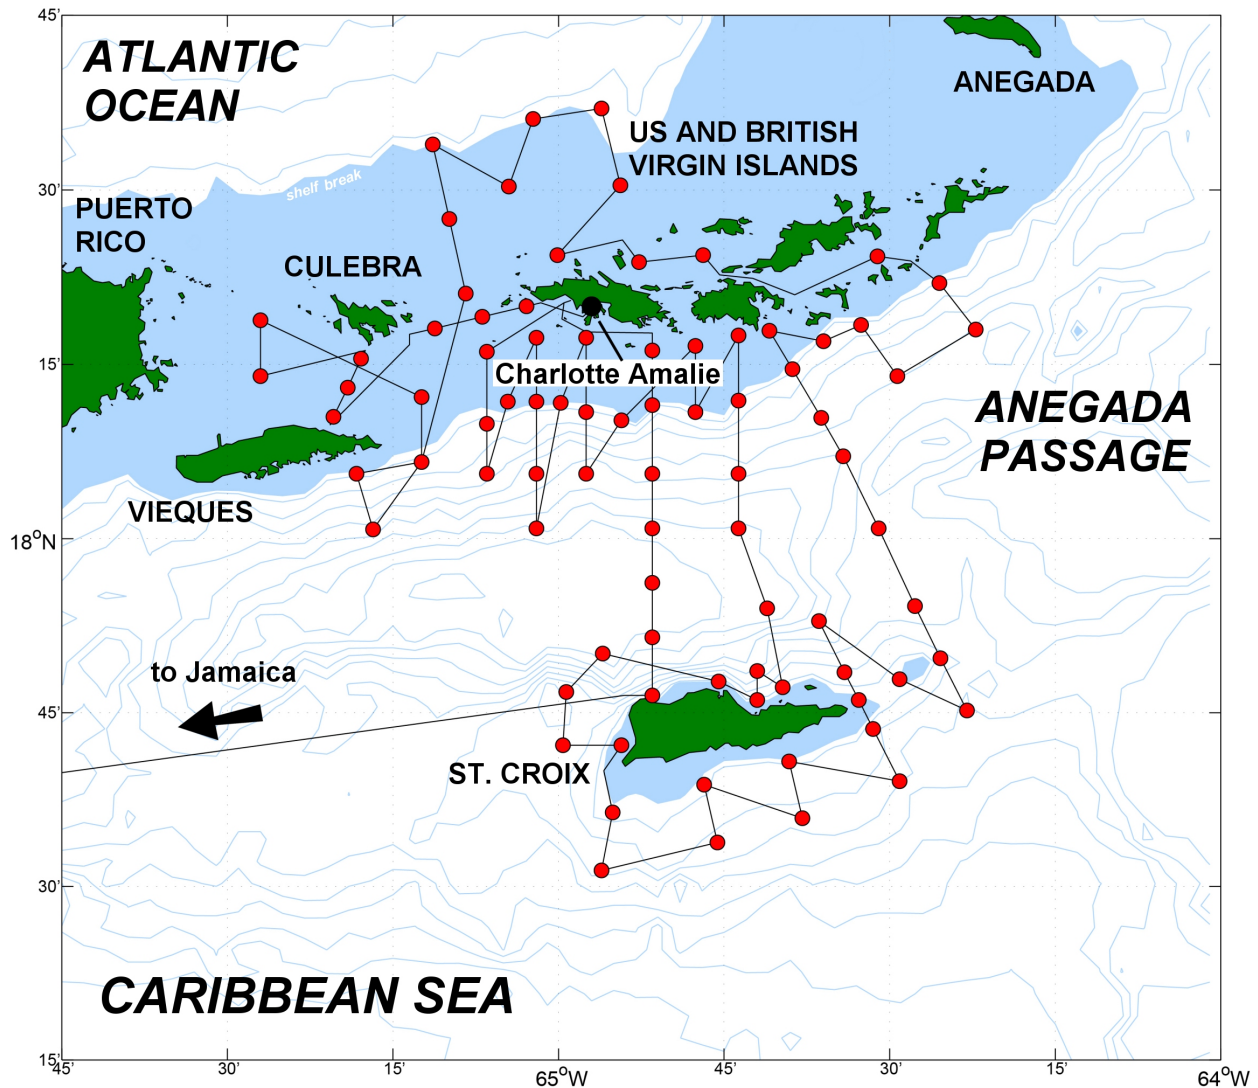 45'
ATLANTIC
OCEAN
ANEGADA
US AND BRITISH
VIRGIN ISLANDS
shelf break
30'
PUERTO
RICO
CULEBRA
15'
Charlotte Amalie
ANEGADA
PASSAGE
VIEQUES
18°N
to Jamaica
45'
ST. CROIX
30'
CARIBBEAN SEA
15'
45'
30'
15'
65°W
45'
30'
15'
64°W